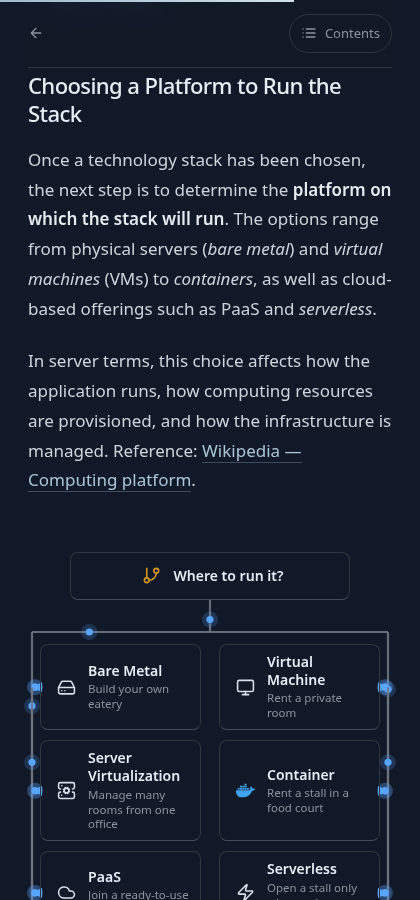 Contents
Choosing a Platform to Run the
Stack
Once a technology stack has been chosen,
the next step is to determine the platform on
which the stack will run. The options range
from physical servers (bare metal) and virtual
machines (VMs) to containers, as well as cloud-
based offerings such as PaaS and serverless.
In server terms, this choice affects how the
application runs, how computing resources
are provisioned, and how the infrastructure is
managed. Reference: Wikipedia —
Computing platform.
Where to run it?
Bare Metal
Build your own
eatery
Virtual
Machine
Rent a private
room
Server
Virtualization
Manage many
rooms from one
office
Container
Rent a stall in a
food court
PaaS
Join a ready-to-use
Serverless
Open a stall only